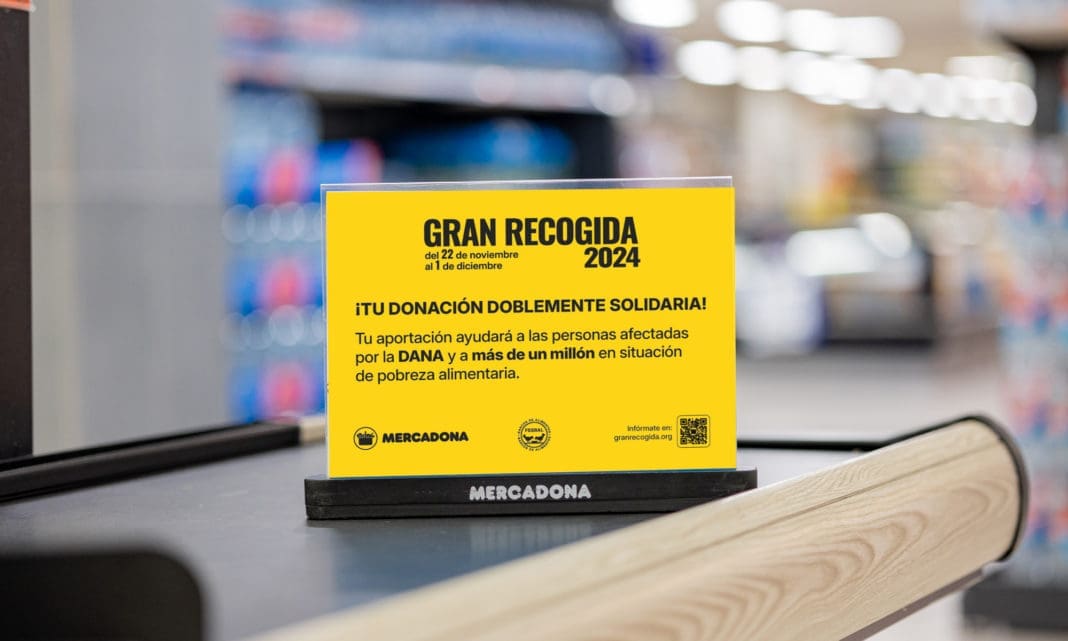 GRAN RECOGIDA
del 22 de noviembre
al 1 de diciembre
2024
¡TU DONACIÓN DOBLEMENTE SOLIDARIA!
Tu aportación ayudará a las personas afectadas
por la DANA y a más de un millón en situación
de pobreza alimentaria.
MERCADONA
FESBAL
Infórmate en:
granrecogida.org
MERCADONA